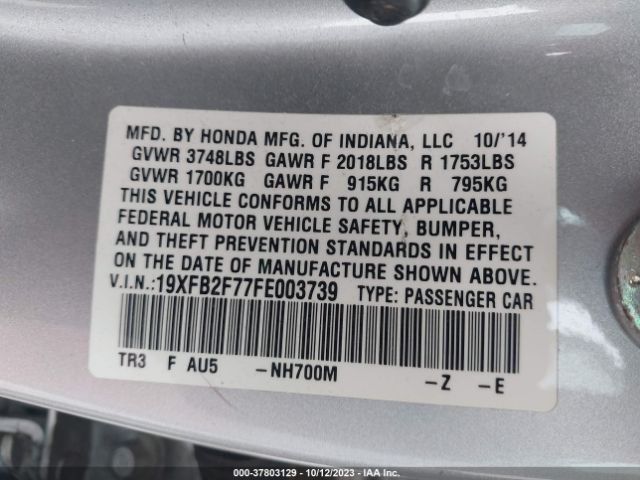 MFD. BY HONDA MFG. OF INDIANA, LLC 10/'14
GVWR 3748LBS GAWR F 2018LBS R 1753LBS
GVWR 1700KG GAWR F 915KG R 795KG
THIS VEHICLE CONFORMS TO ALL APPLICABLE
FEDERAL MOTOR VEHICLE SAFETY, BUMPER,
AND THEFT PREVENTION STANDARDS IN EFFECT
ON THE DATE OF MANUFACTURE SHOWN ABOVE.
V.I.N.:19XFB2F77FE003739 TYPE: PASSENGER CAR
TR3 F AU5 -NH700M -Z -E
000-37803129 - 10/12/2023 - IAAI.COM